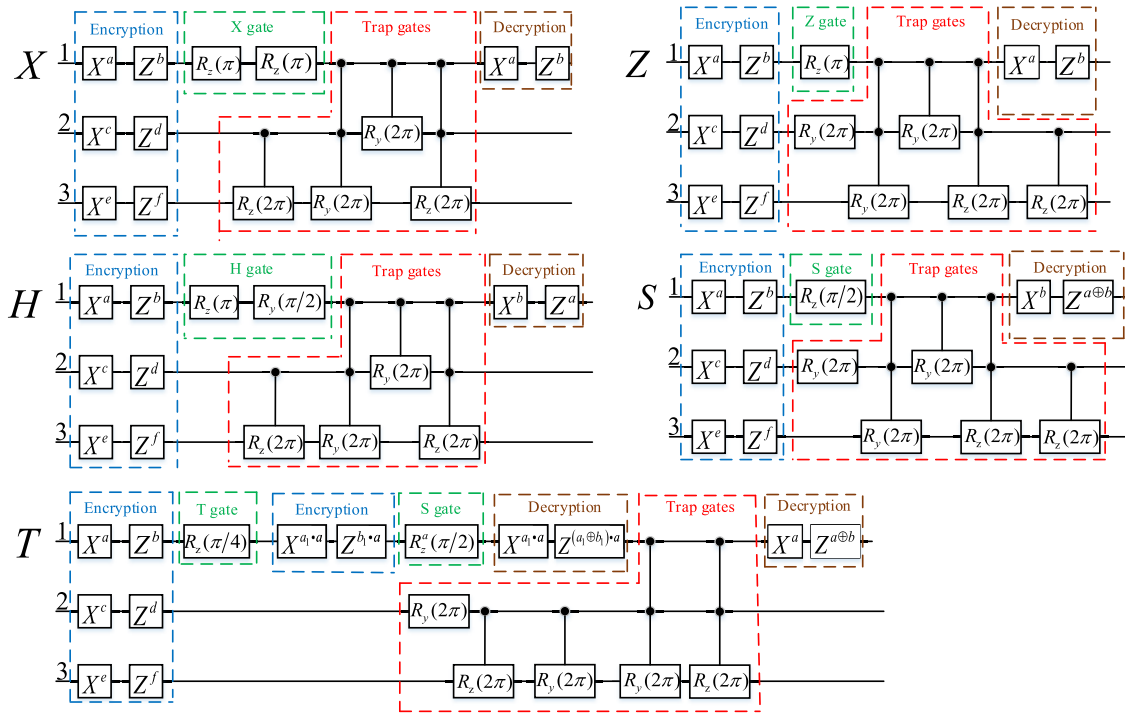 X
Encryption X gate Trap gates Decryption
1 X^a Z^b R_z(π) R_z(π) X^a Z^b
2 X^c Z^d R_y(2π)
3 X^e Z^f R_z(2π) R_y(2π) R_z(2π)
Z
Encryption Z gate Trap gates Decryption
1 X^a Z^b R_z(π) X^a Z^b
2 X^c Z^d R_y(2π) R_y(2π)
3 X^e Z^f R_y(2π) R_z(2π) R_z(2π)
H
Encryption H gate Trap gates Decryption
1 X^a Z^b R_z(π) R_y(π/2) X^b Z^a
2 X^c Z^d R_y(2π)
3 X^e Z^f R_z(2π) R_y(2π) R_z(2π)
S
Encryption S gate Trap gates Decryption
1 X^a Z^b R_z(π/2) X^b Z^{a⊕b}
2 X^c Z^d R_y(2π) R_y(2π)
3 X^e Z^f R_y(2π) R_z(2π) R_z(2π)
T
Encryption T gate Encryption S gate Decryption Trap gates Decryption
1 X^a Z^b R_z(π/4) X^{a_1•a} Z^{b_1•a} R_z^a(π/2) X^{a_1•a} Z^{(a_1⊕b_1)•a} X^a Z^{a⊕b}
2 X^c Z^d R_y(2π)
3 X^e Z^f R_z(2π) R_y(2π) R_y(2π) R_z(2π)